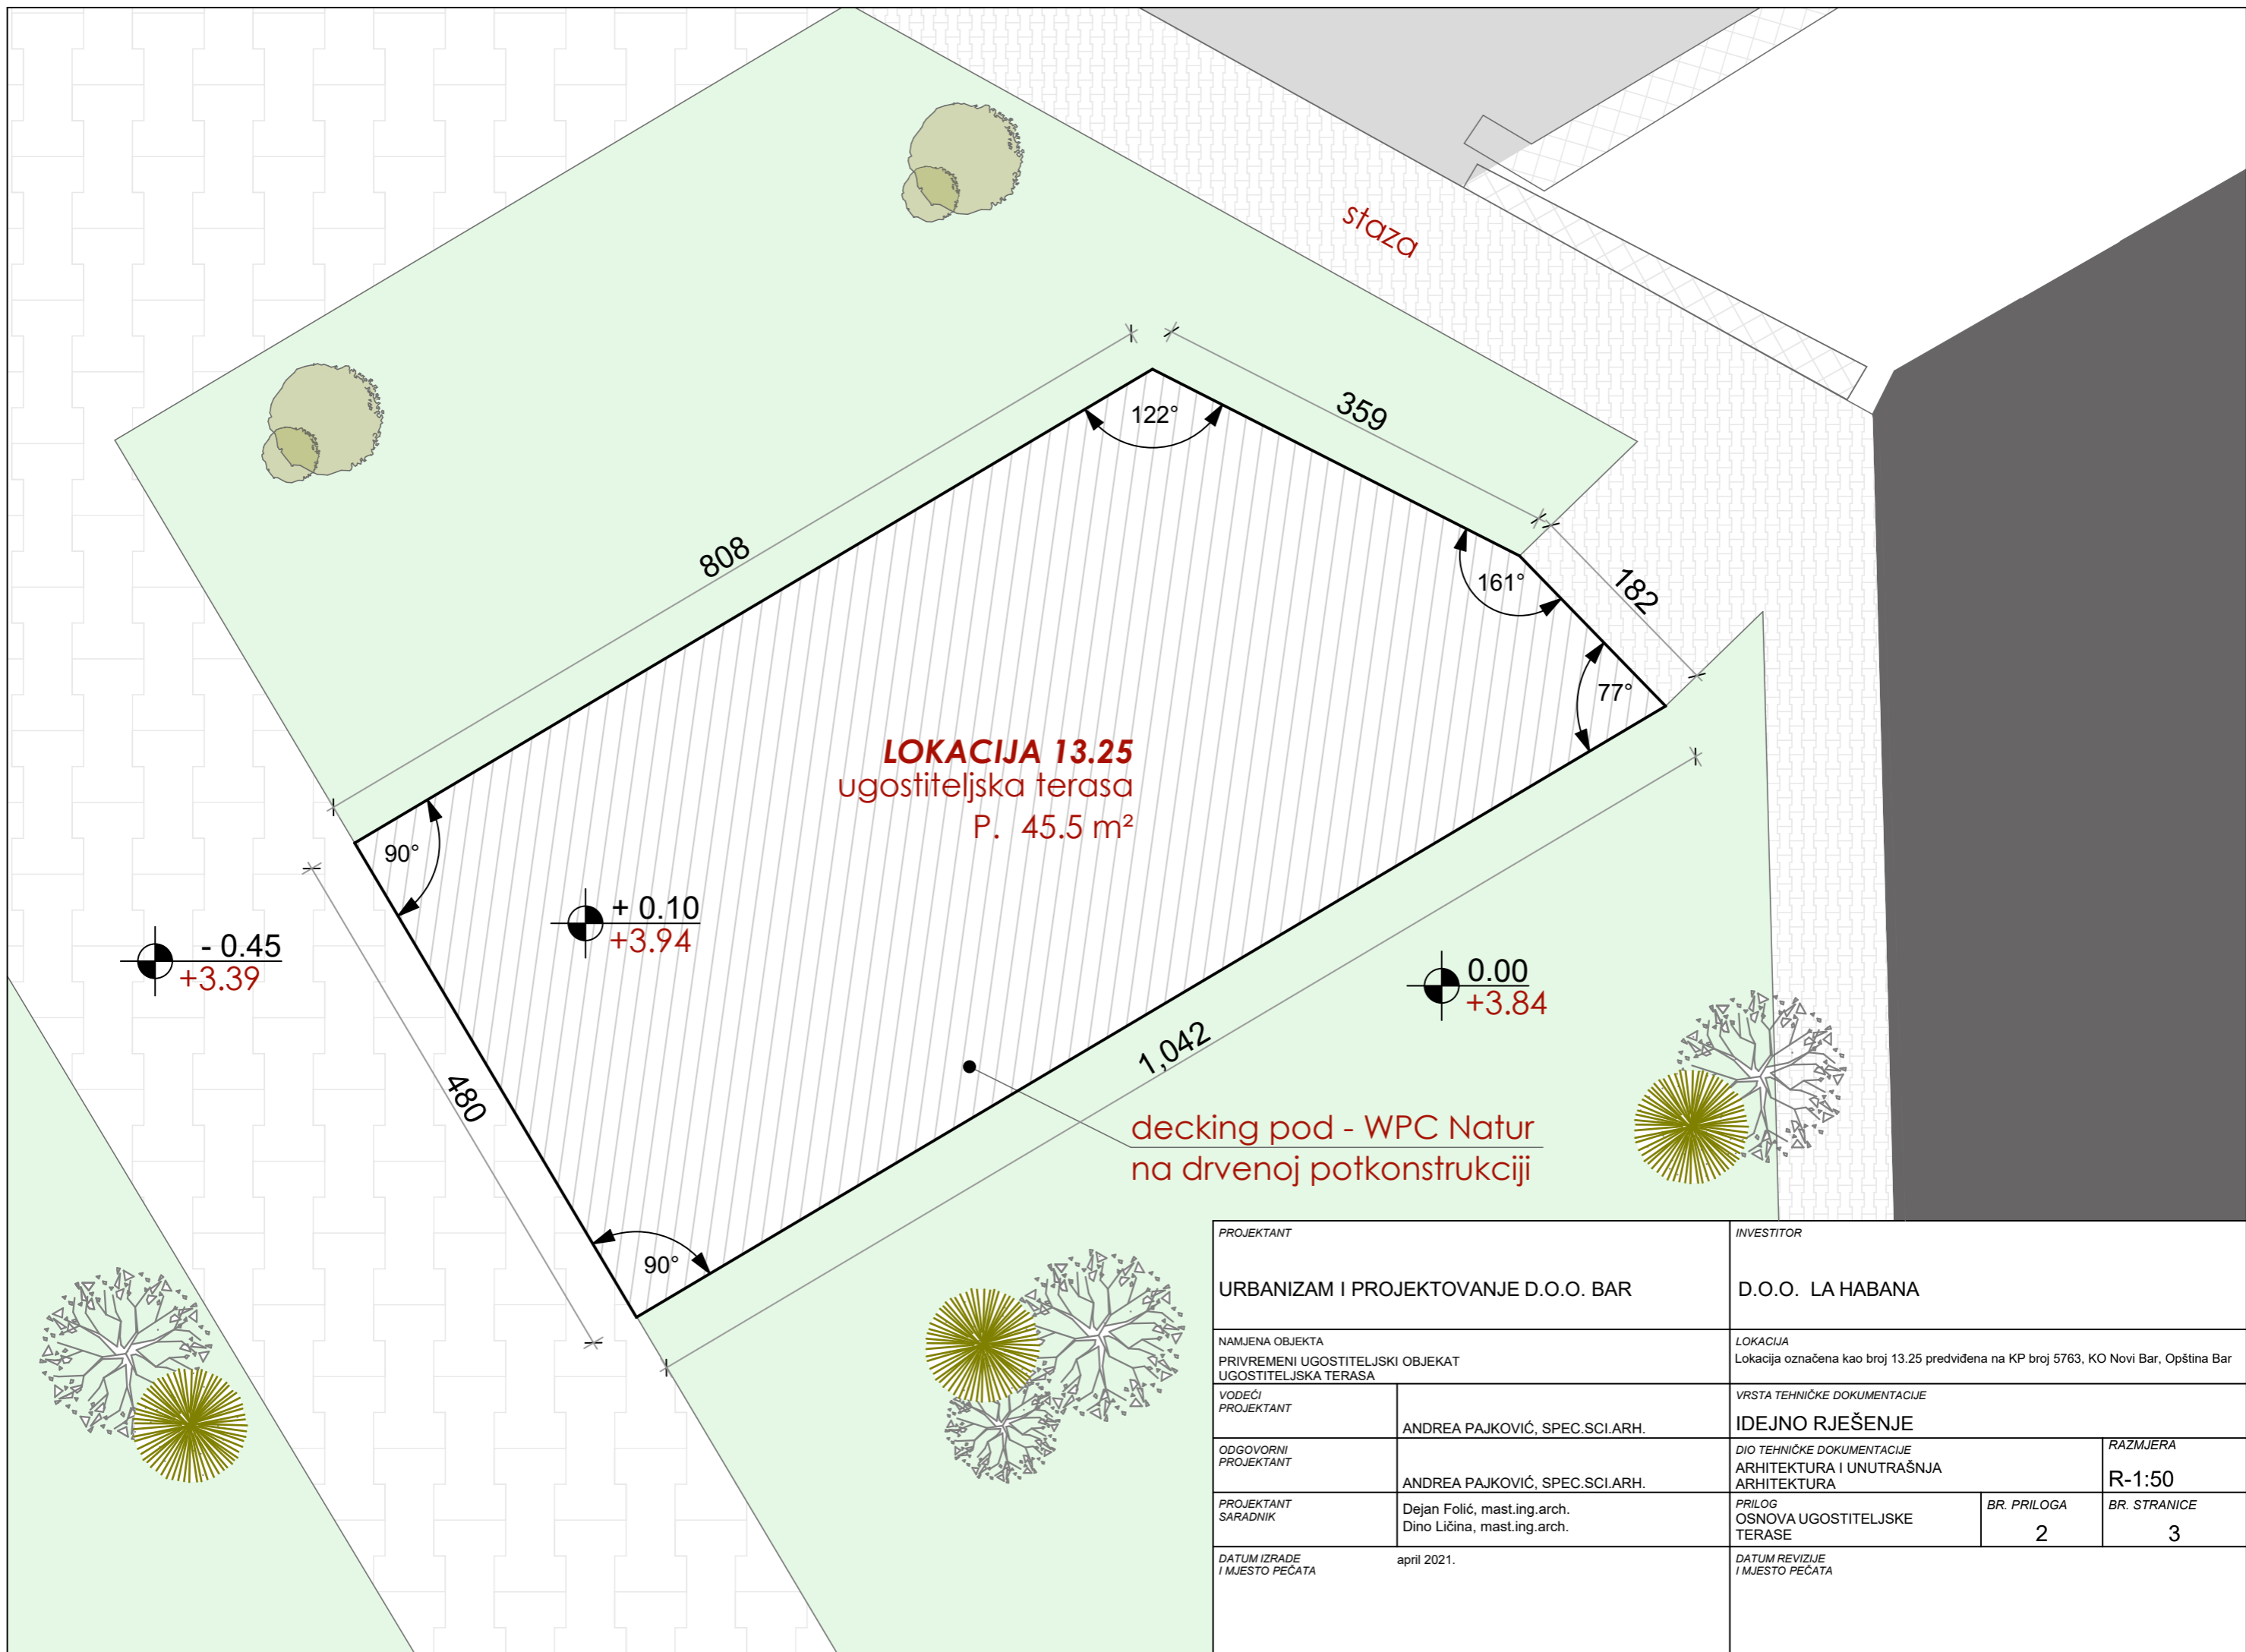 staza
359
122°
808
161°
182
77°
LOKACIJA 13.25
ugostiteljska terasa
P. 45.5 m²
90°
+ 0.10
+3.94
- 0.45
+3.39
0.00
+3.84
1,042
480
decking pod - WPC Natur
na drvenoj potkonstrukciji
90°
PROJEKTANT
URBANIZAM I PROJEKTOVANJE D.O.O. BAR
INVESTITOR
D.O.O. LA HABANA
NAMJENA OBJEKTA
PRIVREMENI UGOSTITELJSKI OBJEKAT
UGOSTITELJSKA TERASA
LOKACIJA
Lokacija označena kao broj 13.25 predviđena na KP broj 5763, KO Novi Bar, Opština Bar
VODEĆI
PROJEKTANT
ANDREA PAJKOVIĆ, SPEC.SCI.ARH.
VRSTA TEHNIČKE DOKUMENTACIJE
IDEJNO RJEŠENJE
ODGOVORNI
PROJEKTANT
ANDREA PAJKOVIĆ, SPEC.SCI.ARH.
DIO TEHNIČKE DOKUMENTACIJE
ARHITEKTURA I UNUTRAŠNJA
ARHITEKTURA
RAZMJERA
R-1:50
PROJEKTANT
SARADNIK
Dejan Folić, mast.ing.arch.
Dino Ličina, mast.ing.arch.
PRILOG
OSNOVA UGOSTITELJSKE
TERASE
BR. PRILOGA
2
BR. STRANICE
3
DATUM IZRADE
I MJESTO PEČATA
april 2021.
DATUM REVIZIJE
I MJESTO PEČATA